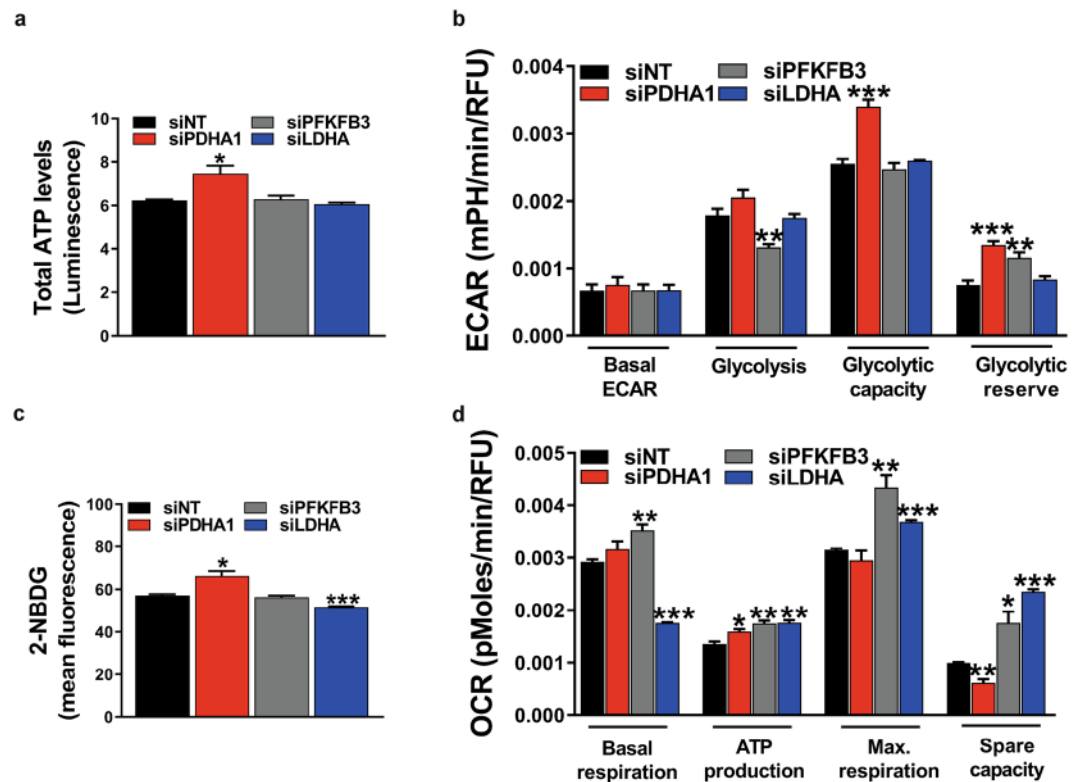 a
siNT siPFKFB3
siPDHA1 siLDHA
Total ATP levels
(Luminescence)
10
8
6
4
2
0
*
b
siNT siPFKFB3
siPDHA1 siLDHA
ECAR (mPH/min/RFU)
0.004
0.003
0.002
0.001
0.000
**
***
*** **
Basal
ECAR
Glycolysis
Glycolytic
capacity
Glycolytic
reserve
c
siNT siPFKFB3
siPDHA1 siLDHA
2-NBDG
(mean fluorescence)
100
80
60
40
20
0
*
***
d
siNT siPFKFB3
siPDHA1 siLDHA
OCR (pMoles/min/RFU)
0.005
0.004
0.003
0.002
0.001
0.000
**
***
* ** **
**
***
**
*
***
Basal
respiration
ATP
production
Max.
respiration
Spare
capacity